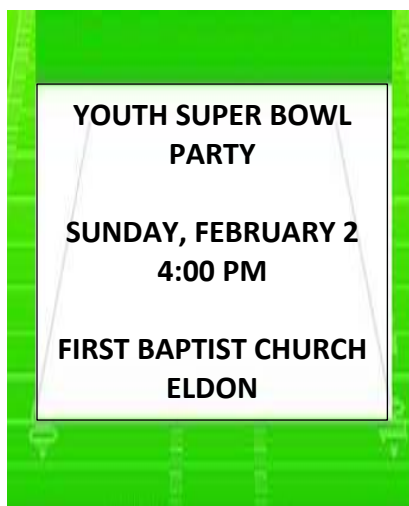 YOUTH SUPER BOWL
PARTY
SUNDAY, FEBRUARY 2
4:00 PM
FIRST BAPTIST CHURCH
ELDON